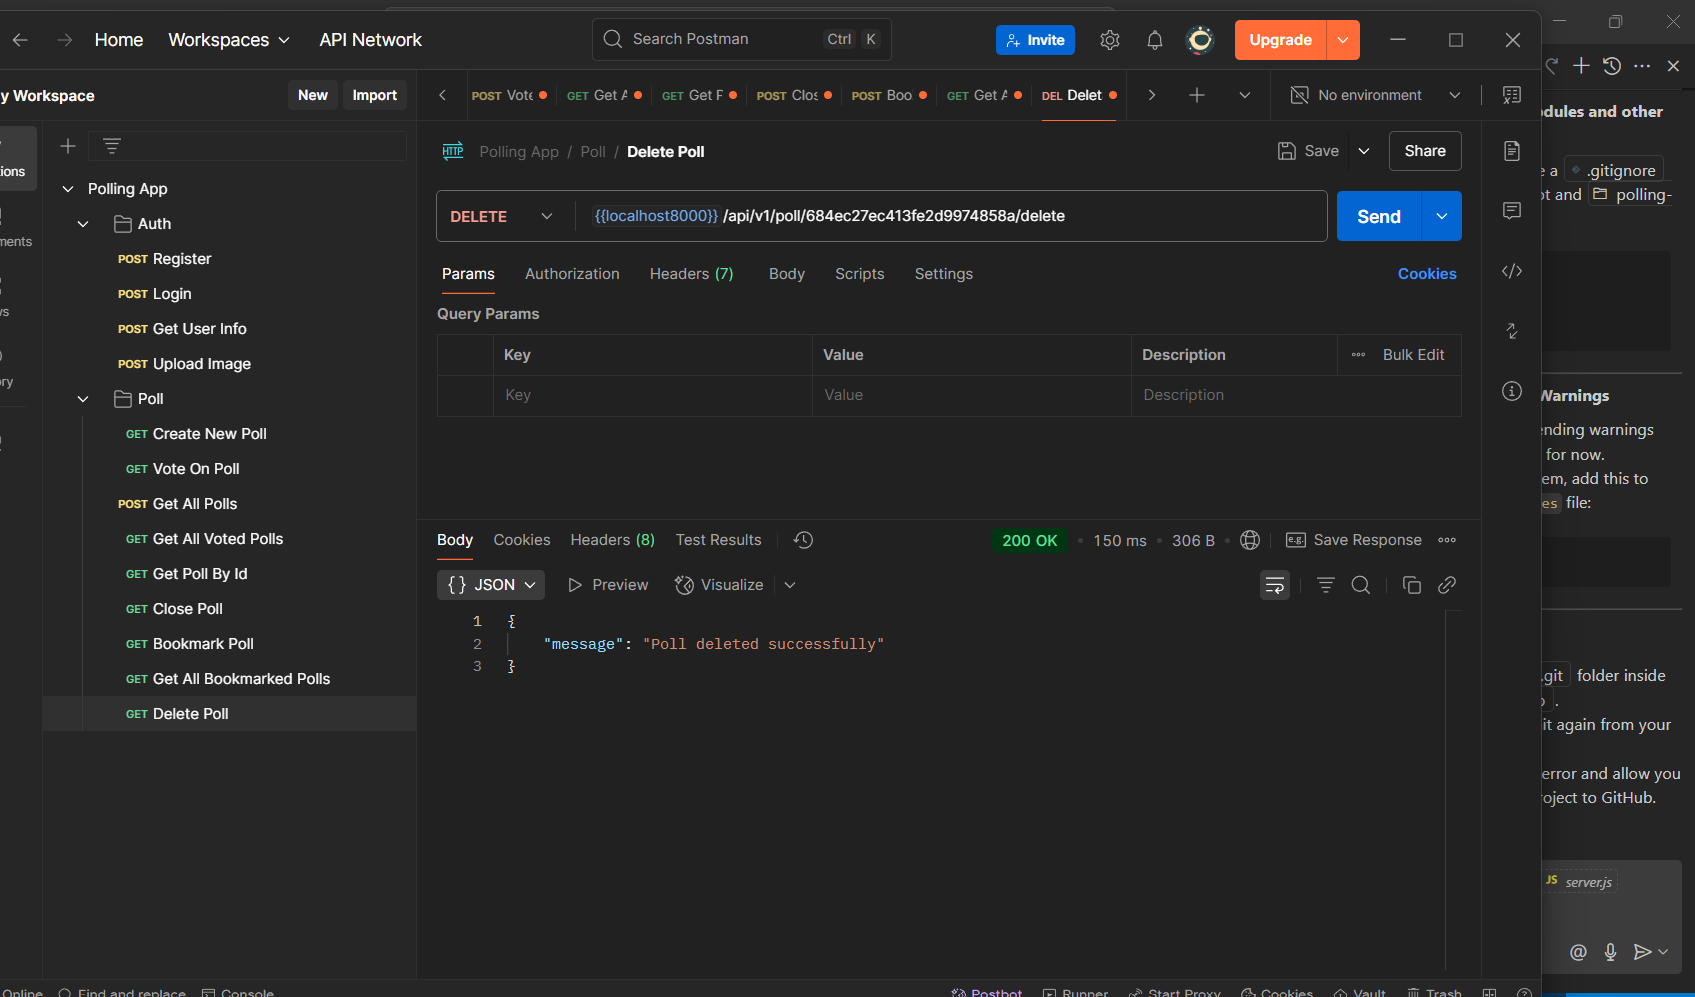 Home Workspaces API Network Search Postman Ctrl K Invite Upgrade
y Workspace New Import
POST Vote GET Get A GET Get F POST Clos POST Boo GET Get A DEL Delet No environment
HTTP Polling App / Poll / Delete Poll Save Share
DELETE {{localhost8000}} /api/v1/poll/684ec27ec413fe2d9974858a/delete Send
Params Authorization Headers (7) Body Scripts Settings Cookies
Query Params
Key Value Description Bulk Edit
Key Value Description
Body Cookies Headers (8) Test Results 200 OK 150 ms 306 B e.g. Save Response
{} JSON Preview Visualize
1 {
2 "message": "Poll deleted successfully"
3 }
ions
ments
vs
ory
Polling App
Auth
POST Register
POST Login
POST Get User Info
POST Upload Image
Poll
GET Create New Poll
GET Vote On Poll
POST Get All Polls
GET Get All Voted Polls
GET Get Poll By Id
GET Close Poll
GET Bookmark Poll
GET Get All Bookmarked Polls
GET Delete Poll
dules and other
e a .gitignore
ot and polling-
Warnings
ending warnings
for now.
em, add this to
es file:
.git folder inside
.
it again from your
error and allow you
roject to GitHub.
JS server.js
@
Online Find and replace Console Postbot Runner Start Proxy Cookies Vault Trash